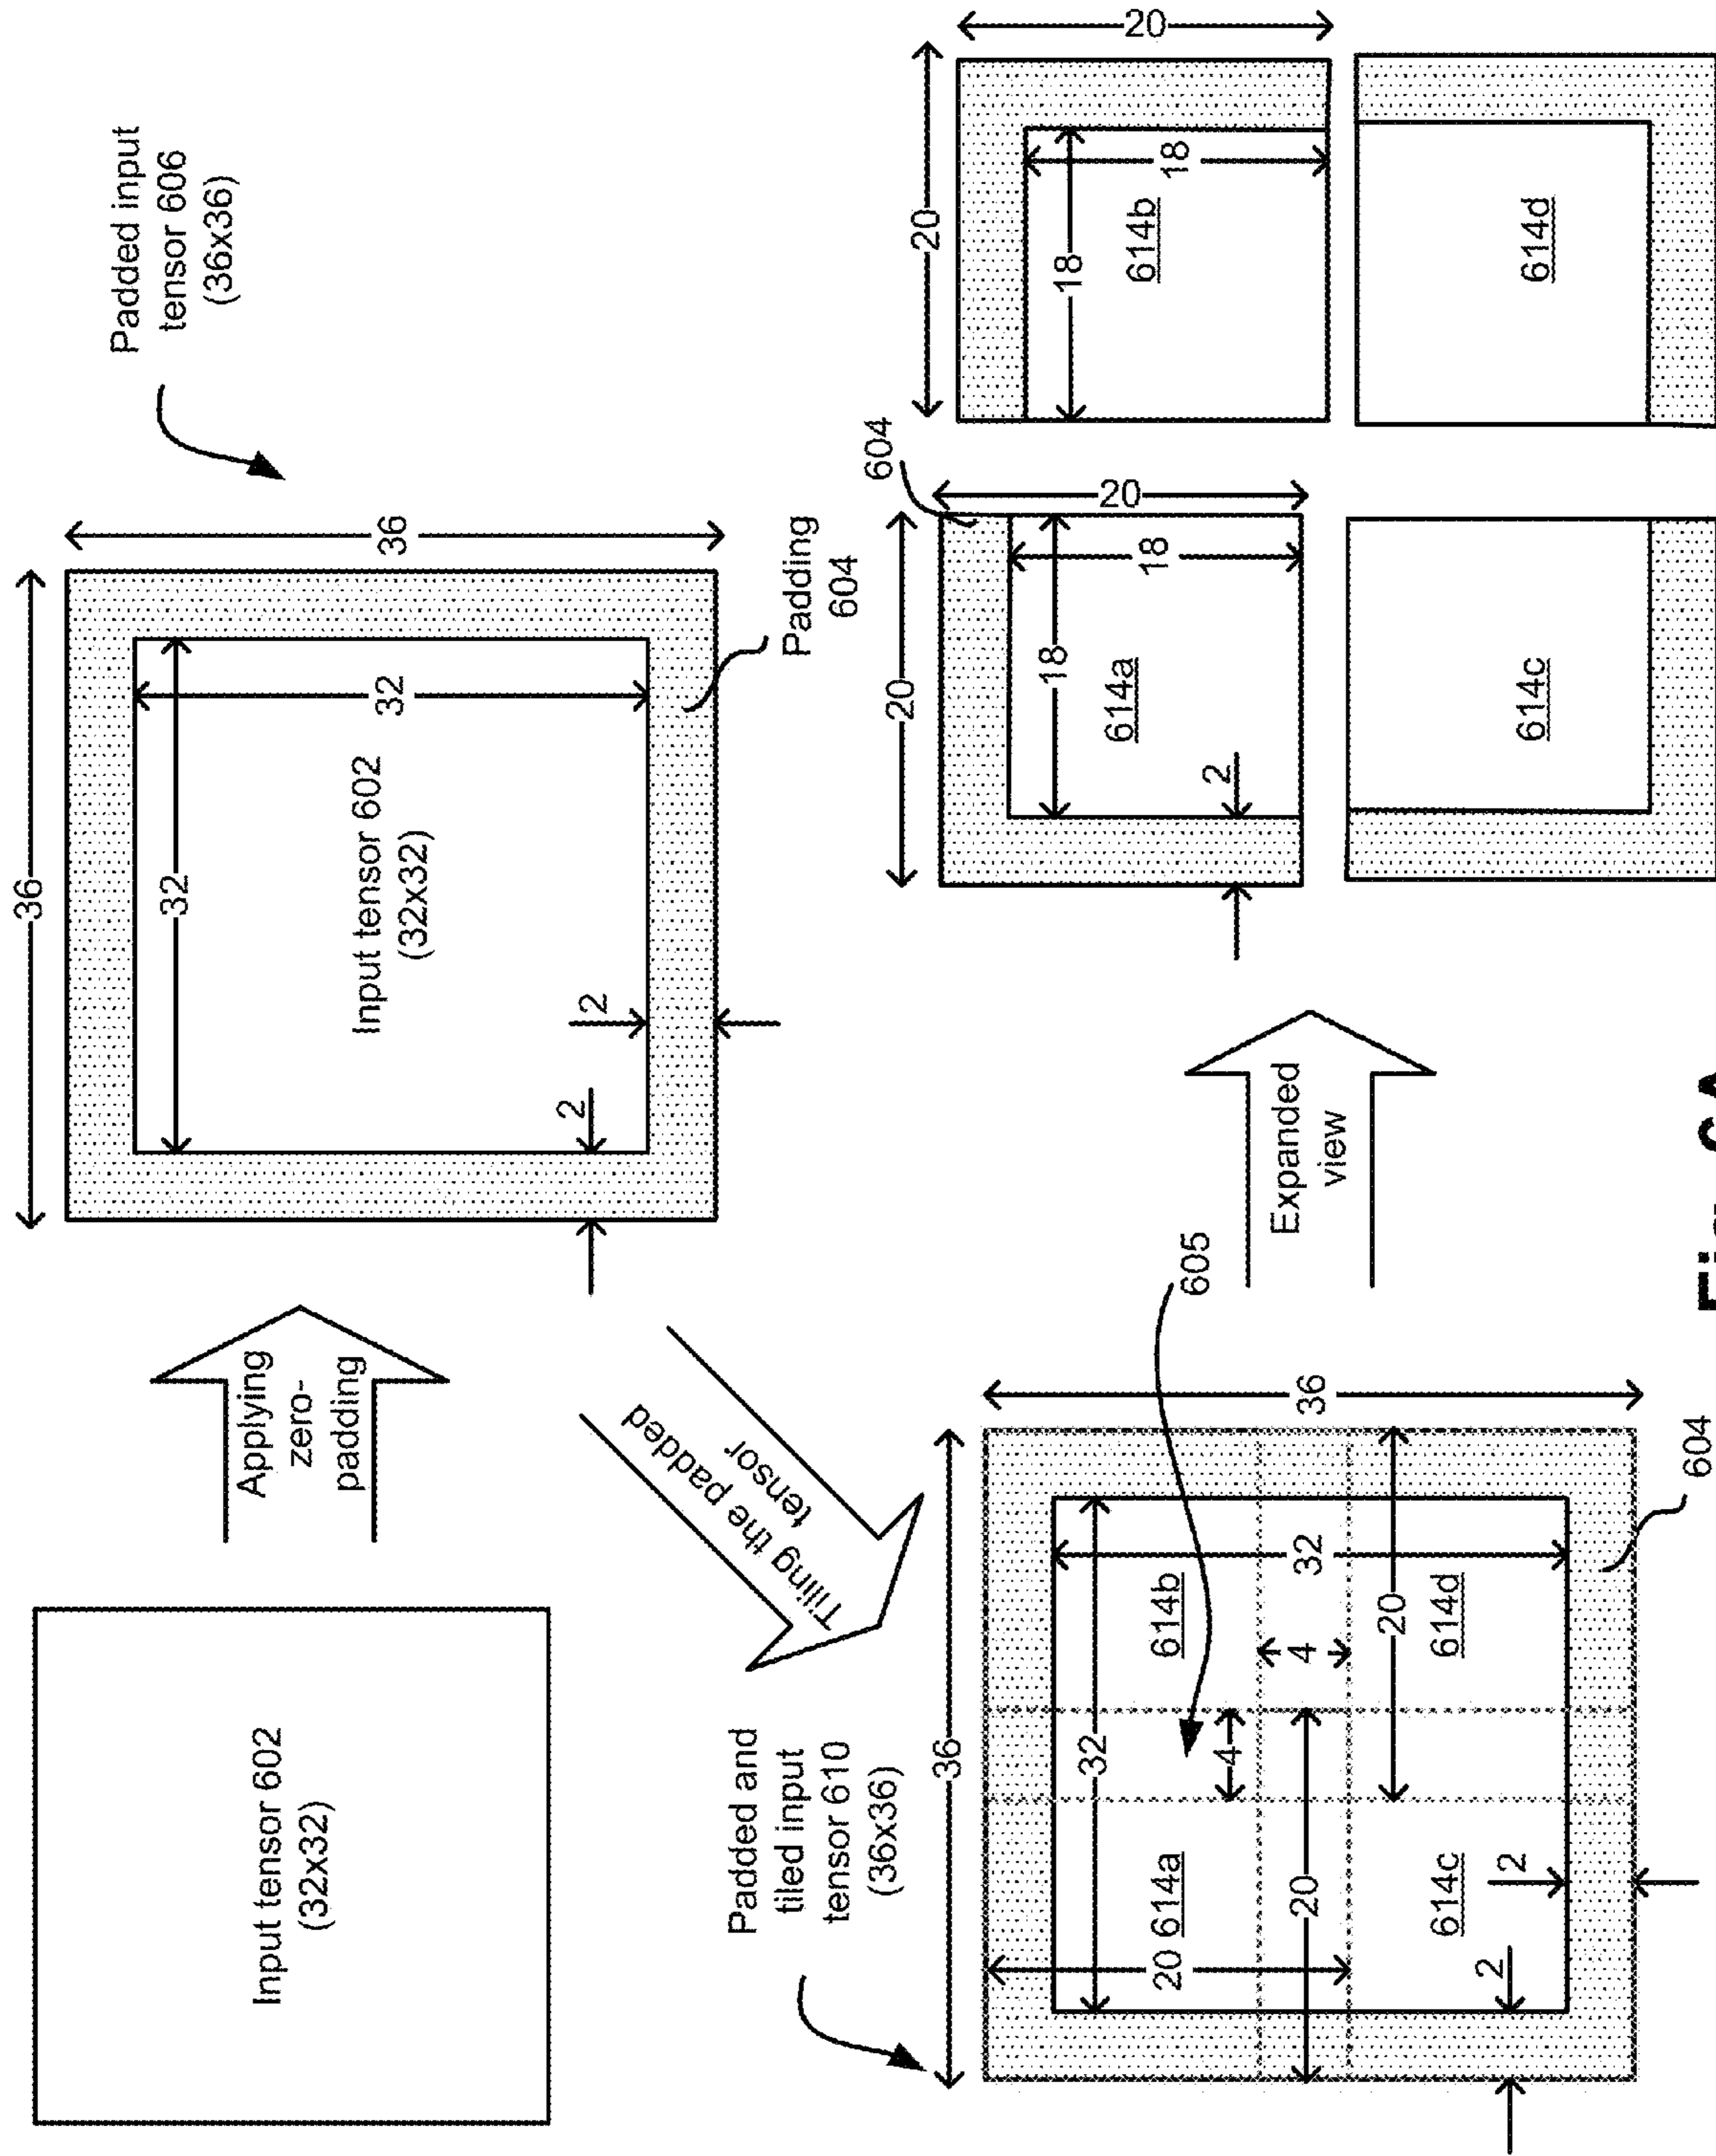 Input tensor 602
(32x32)
Applying
zero-
padding
36
32
32
Input tensor 602
(32x32)
2
2
36
Padded input
tensor 606
(36x36)
Padding
604
Tiling the padded
tensor
Padded and
tiled input
tensor 610
(36x36)
36
32
614a
614b
20
4
32
4
20
20
614c
614d
2
2
36
605
604
Expanded
view
20
604
18
614a
18
2
20
20
18
614b
18
20
614c
614d